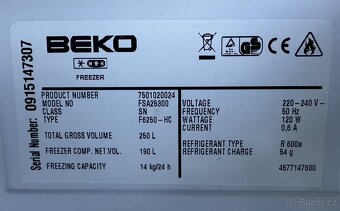 BEKO
FREEZER
Serial Number: 0915147307
PRODUCT NUMBER 7501020024
MODEL FSA25300
CLASS SN
TYPE F6250-HC
TOTAL GROSS VOLUME 250 L
FREEZER COMP. NET.VOL. 190 L
FREEZING CAPACITY 14 kg/24 h
VOLTAGE 220-240 V~
FREQUENCY 50 Hz
WATTAGE 120 W
CURRENT 0,6 A
REFRIGERANT TYPE R 600a
REFRIGERANT CHARGE 64 g
4577147600